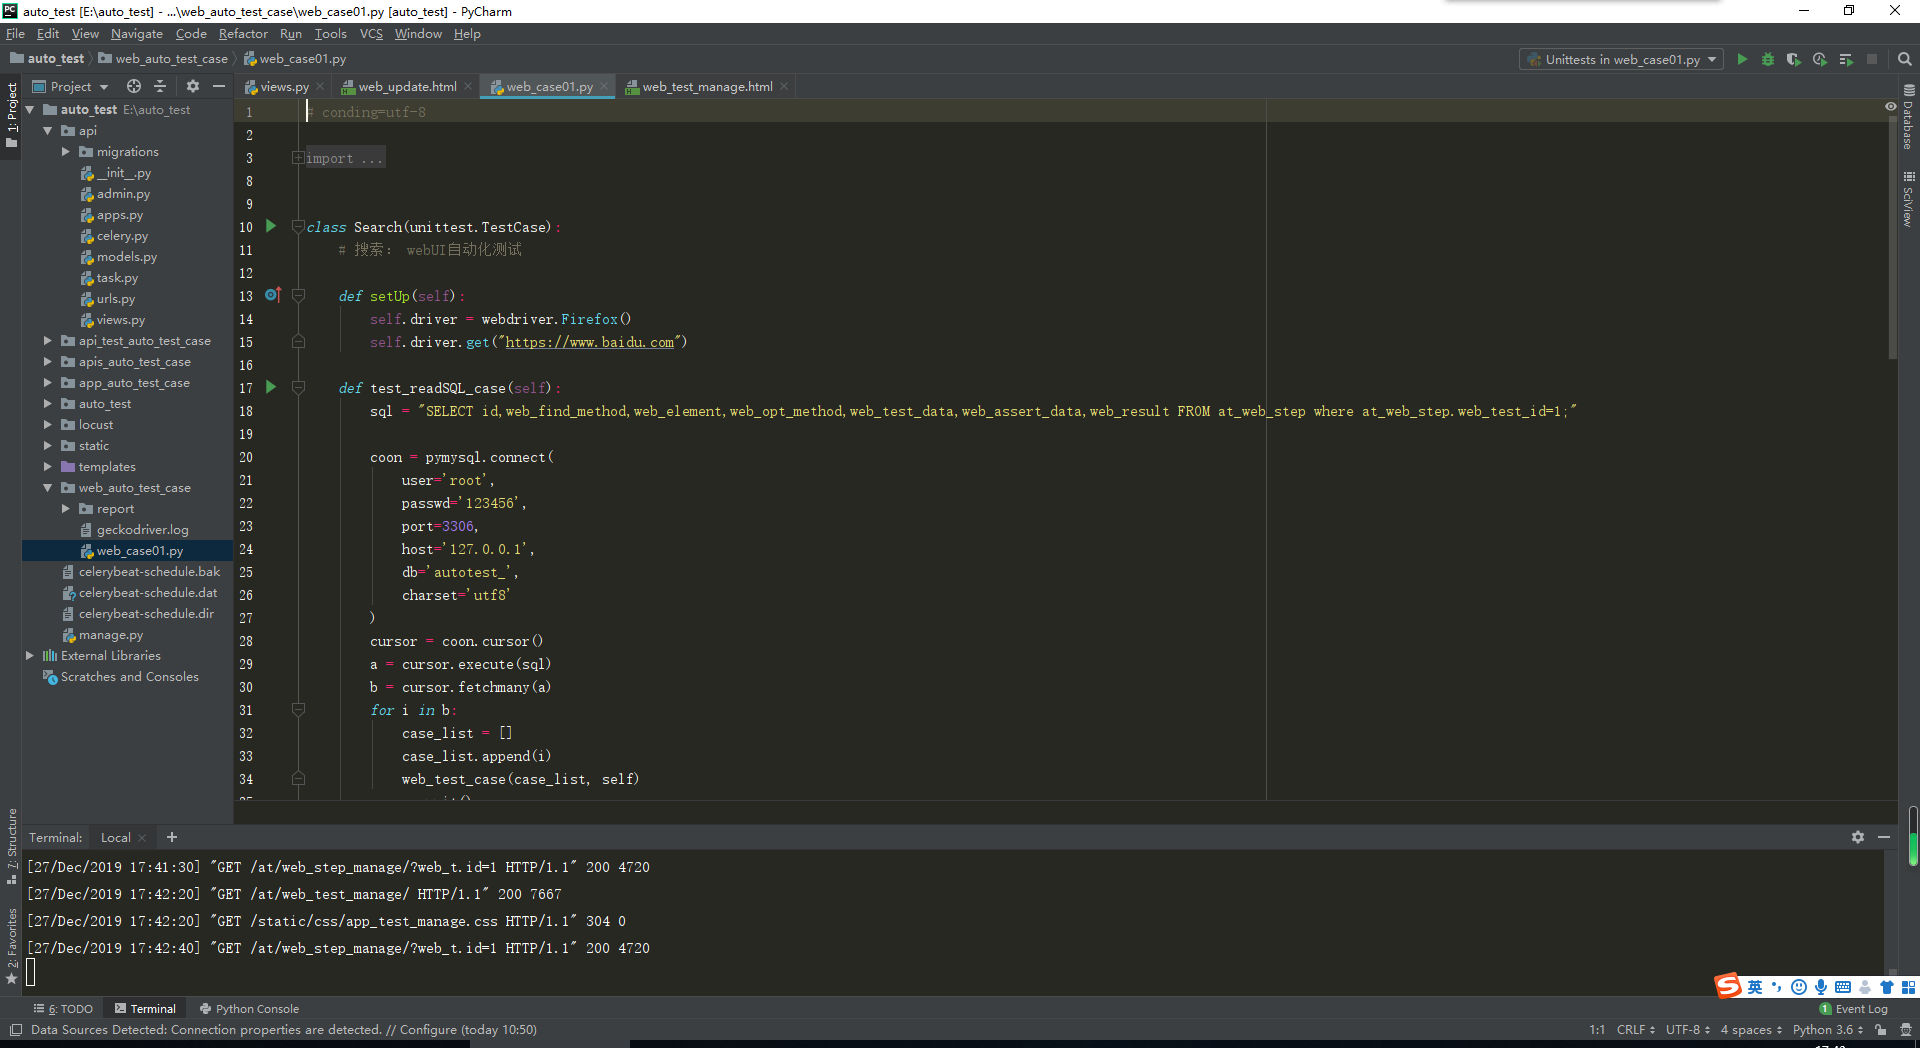 auto_test [E:\auto_test] - ...\web_auto_test_case\web_case01.py [auto_test] - PyCharm
File Edit View Navigate Code Refactor Run Tools VCS Window Help
auto_test web_auto_test_case web_case01.py
Unittests in web_case01.py
1: Project
Project
views.py web_update.html web_case01.py web_test_manage.html
auto_test E:\auto_test
api
migrations
__init__.py
admin.py
apps.py
celery.py
models.py
task.py
urls.py
views.py
api_test_auto_test_case
apis_auto_test_case
app_auto_test_case
auto_test
locust
static
templates
web_auto_test_case
report
geckodriver.log
web_case01.py
celerybeat-schedule.bak
celerybeat-schedule.dat
celerybeat-schedule.dir
manage.py
External Libraries
Scratches and Consoles
1 # conding=utf-8
2
3 import ...
8
9
10 class Search(unittest.TestCase):
11 # 搜索: webUI自动化测试
12
13 def setUp(self):
14 self.driver = webdriver.Firefox()
15 self.driver.get("https://www.baidu.com")
16
17 def test_readSQL_case(self):
18 sql = "SELECT id,web_find_method,web_element,web_opt_method,web_test_data,web_assert_data,web_result FROM at_web_step where at_web_step.web_test_id=1;"
19
20 coon = pymysql.connect(
21 user='root',
22 passwd='123456',
23 port=3306,
24 host='127.0.0.1',
25 db='autotest_',
26 charset='utf8'
27 )
28 cursor = coon.cursor()
29 a = cursor.execute(sql)
30 b = cursor.fetchmany(a)
31 for i in b:
32 case_list = []
33 case_list.append(i)
34 web_test_case(case_list, self)
Database
SciView
7: Structure
2: Favorites
Terminal: Local
[27/Dec/2019 17:41:30] "GET /at/web_step_manage/?web_t.id=1 HTTP/1.1" 200 4720
[27/Dec/2019 17:42:20] "GET /at/web_test_manage/ HTTP/1.1" 200 7667
[27/Dec/2019 17:42:20] "GET /static/css/app_test_manage.css HTTP/1.1" 304 0
[27/Dec/2019 17:42:40] "GET /at/web_step_manage/?web_t.id=1 HTTP/1.1" 200 4720
英
6: TODO Terminal Python Console
1 Event Log
Data Sources Detected: Connection properties are detected. // Configure (today 10:50)
1:1 CRLF UTF-8 4 spaces Python 3.6